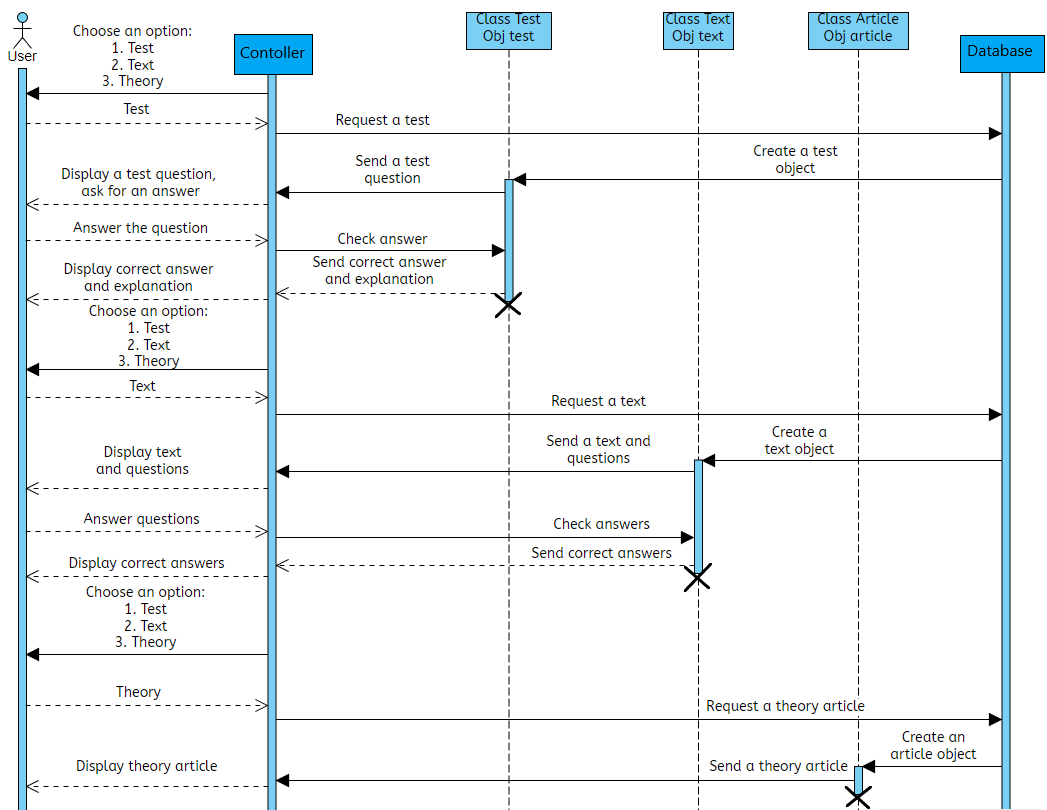 Class Test
Obj test
Class Text
Obj text
Class Article
Obj article
User
Contoller
Database
Choose an option:
1. Test
2. Text
3. Theory
Test
Request a test
Create a test
object
Send a test
question
Display a test question,
ask for an answer
Answer the question
Check answer
Send correct answer
and explanation
Display correct answer
and explanation
Choose an option:
1. Test
2. Text
3. Theory
Text
Request a text
Create a
text object
Send a text and
questions
Display text
and questions
Answer questions
Check answers
Send correct answers
Display correct answers
Choose an option:
1. Test
2. Text
3. Theory
Theory
Request a theory article
Create an
article object
Send a theory article
Display theory article